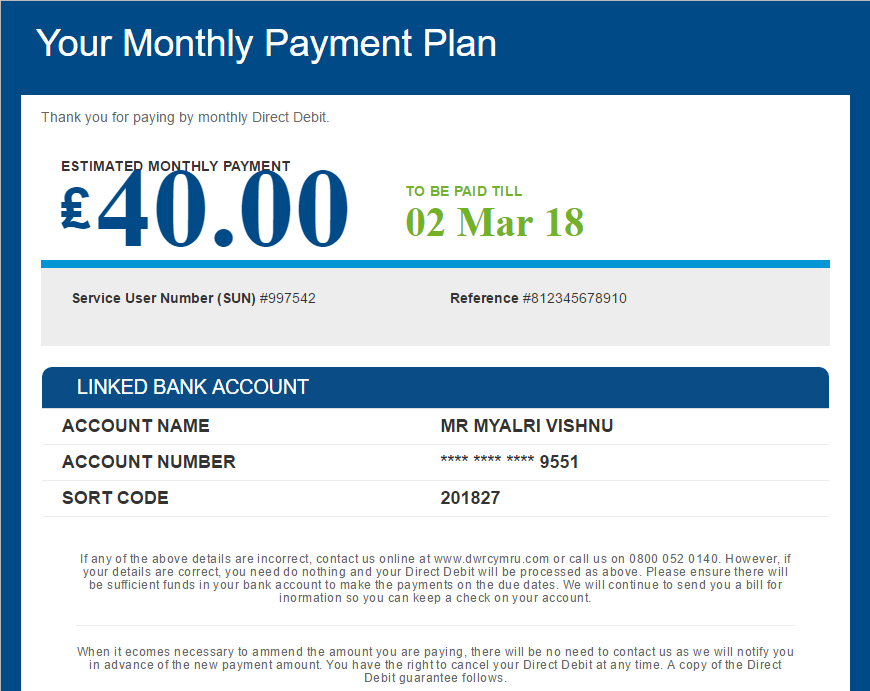 Your Monthly Payment Plan
Thank you for paying by monthly Direct Debit.
ESTIMATED MONTHLY PAYMENT
£40.00
TO BE PAID TILL
02 Mar 18
Service User Number (SUN) #997542
Reference #812345678910
LINKED BANK ACCOUNT
ACCOUNT NAME MR MYALRI VISHNU
ACCOUNT NUMBER **** **** **** 9551
SORT CODE 201827
If any of the above details are incorrect, contact us online at www.dwrcymru.com or call us on 0800 052 0140. However, if
your details are correct, you need do nothing and your Direct Debit will be processed as above. Please ensure there will
be sufficient funds in your bank account to make the payments on the due dates. We will continue to send you a bill for
inormation so you can keep a check on your account.
When it ecomes necessary to ammend the amount you are paying, there will be no need to contact us as we will notify you
in advance of the new payment amount. You have the right to cancel your Direct Debit at any time. A copy of the Direct
Debit guarantee follows.